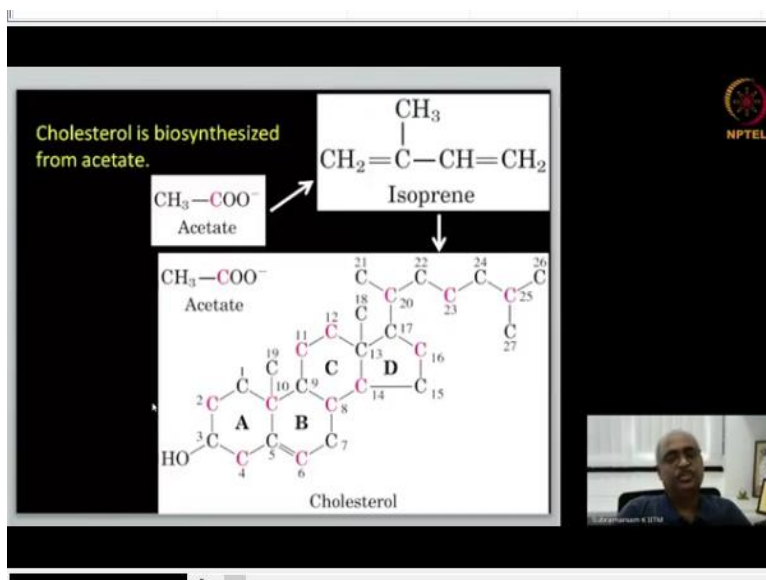 NPTEL
Cholesterol is biosynthesized
from acetate.
CH₃—COO⁻
Acetate
CH₃
CH₂=C—CH=CH₂
Isoprene
CH₃—COO⁻
Acetate
21 22 24 26
C C C C
C 20 C 23 C 25
18
C
12
C
17
C
27
C
11
C
C
13
D
C
16
19
C
1
C
10
C
9
C
C
14
C
15
2
C
A
B
C
8
3
C
C
5
C
7
HO
C
4
C
6
Cholesterol
Subramaniam K IITM